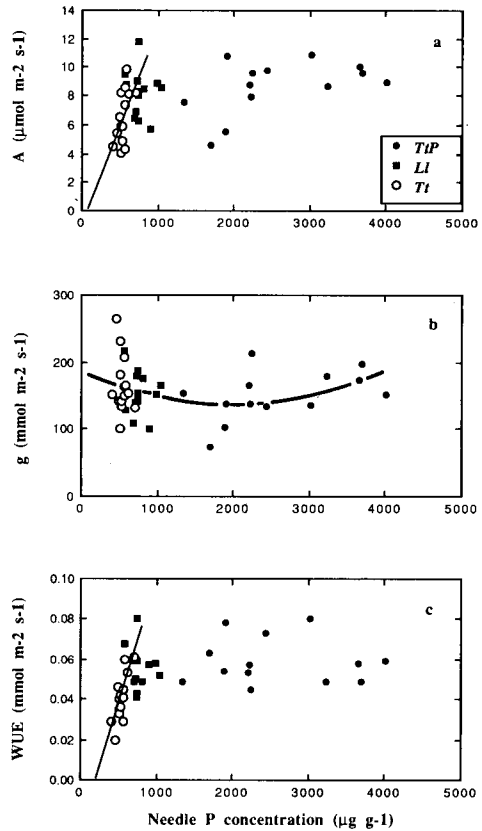 14
12
10
8
6
4
2
0
A (µmol m-2 s-1)
a
TtP
Ll
Tt
0 1000 2000 3000 4000 5000
300
200
100
0
g (mmol m-2 s-1)
b
0 1000 2000 3000 4000 5000
0.10
0.08
0.06
0.04
0.02
0.00
WUE (mmol m-2 s-1)
c
0 1000 2000 3000 4000 5000
Needle P concentration (µg g-1)